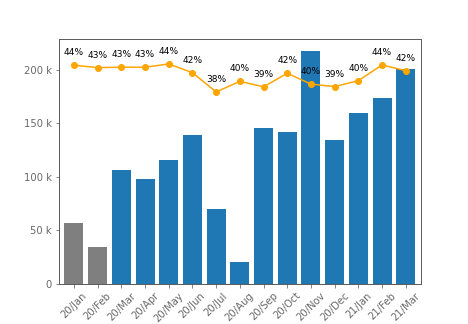 44% 43% 43% 43% 44% 42% 38% 40% 39% 42% 40% 39% 40% 44% 42%
200 k
150 k
100 k
50 k
0
20/Jan 20/Feb 20/Mar 20/Apr 20/May 20/Jun 20/Jul 20/Aug 20/Sep 20/Oct 20/Nov 20/Dec 21/Jan 21/Feb 21/Mar